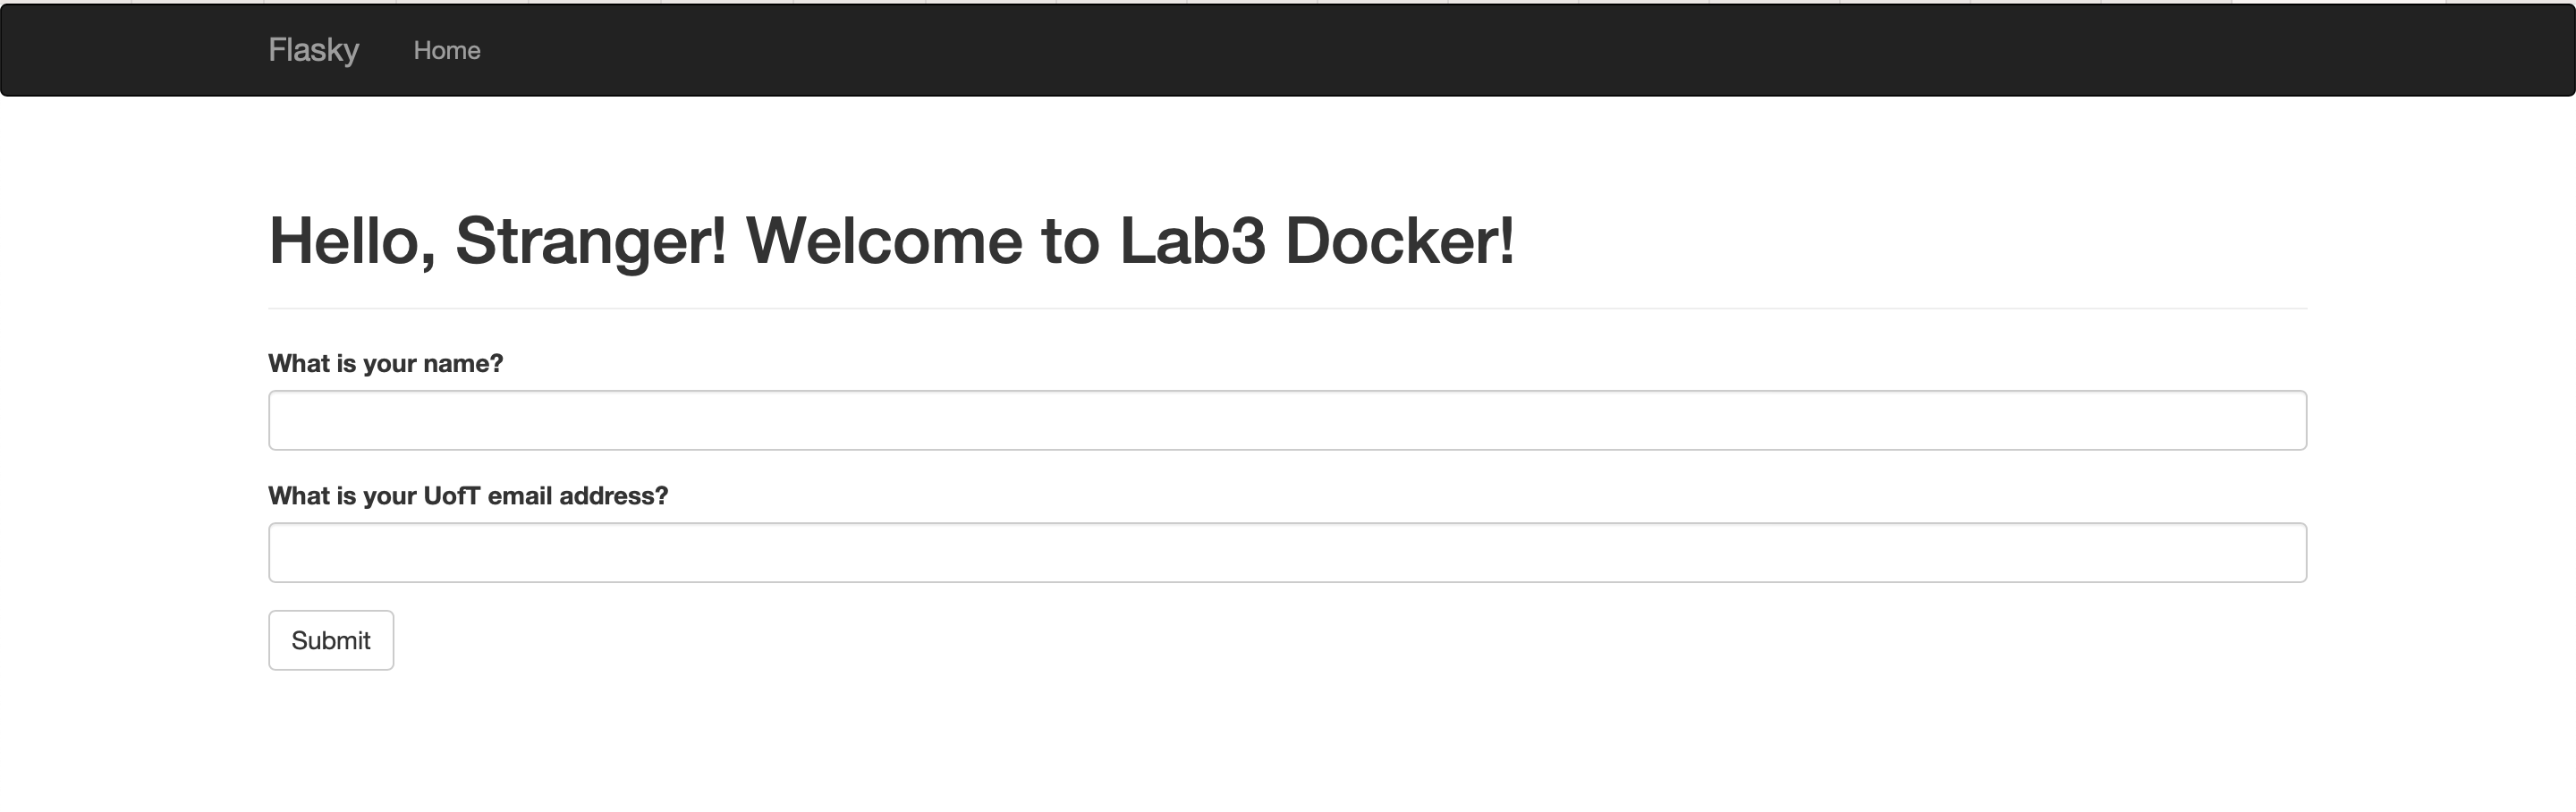 Flasky Home
Hello, Stranger! Welcome to Lab3 Docker!
What is your name?
What is your UofT email address?
Submit